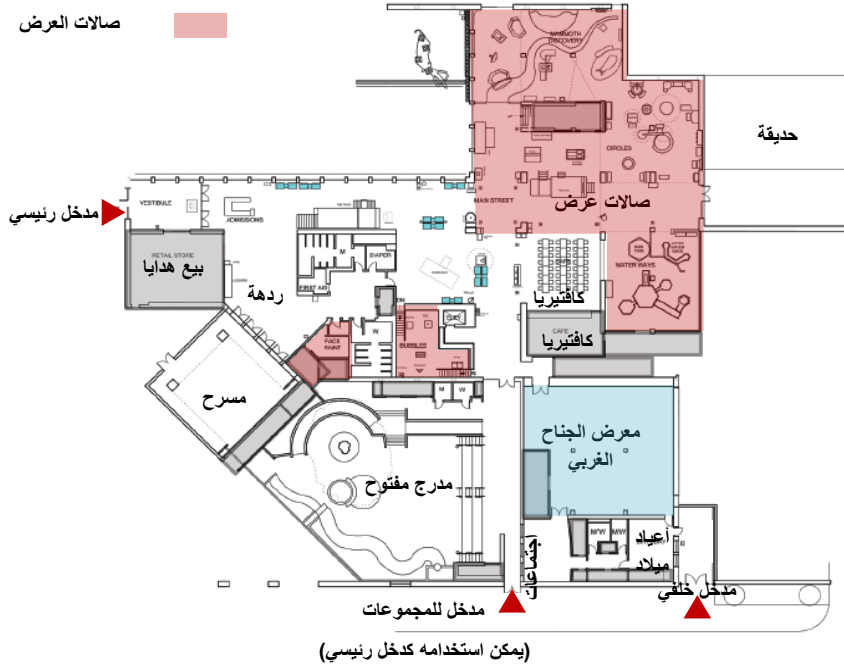 صالات العرض
MAMMOTH
DISCOVERY
حديقة
CIRCLES
MAIN STREET
صالات عرض
VESTIBULE
ADMISSIONS
مدخل رئيسي
RETAIL STORE
بيع هدايا
ردهة
M
DIAPER
FIRST AID
WATER WAYS
كافتيريا
CAFE
كافتيريا
FACE
PAINT
W
BUBBLES
DN
مسرح
M
W
معرض الجناح
الغربي
مدرج مفتوح
اجتماعات
M/W
M/W
أعياد
ميلاد
مدخل خلفي
مدخل للمجموعات
(يمكن استخدامه كدخل رئيسي)